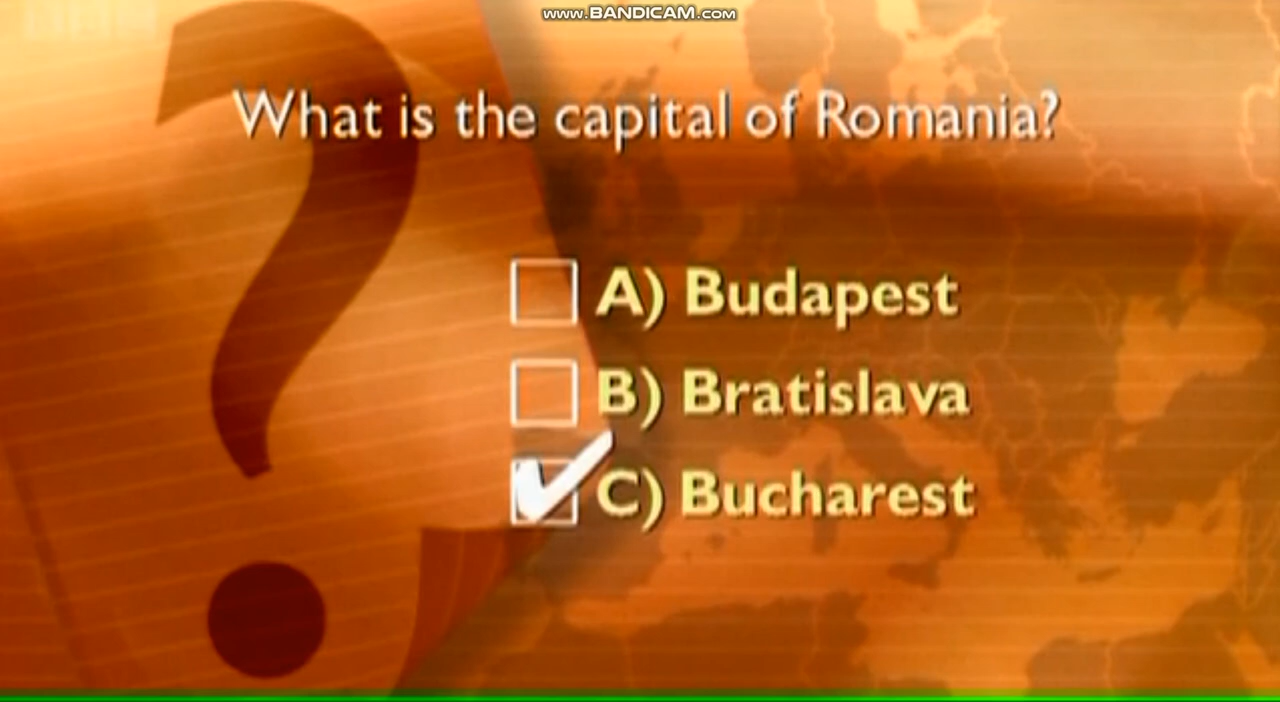 www.BANDICAM.com
What is the capital of Romania?
A) Budapest
B) Bratislava
C) Bucharest